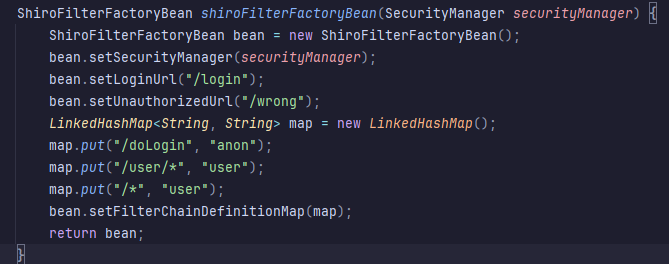 ShiroFilterFactoryBean shiroFilterFactoryBean(SecurityManager securityManager) {
    ShiroFilterFactoryBean bean = new ShiroFilterFactoryBean();
    bean.setSecurityManager(securityManager);
    bean.setLoginUrl("/login");
    bean.setUnauthorizedUrl("/wrong");
    LinkedHashMap<String, String> map = new LinkedHashMap();
    map.put("/doLogin", "anon");
    map.put("/user/*", "user");
    map.put("/*", "user");
    bean.setFilterChainDefinitionMap(map);
    return bean;
}